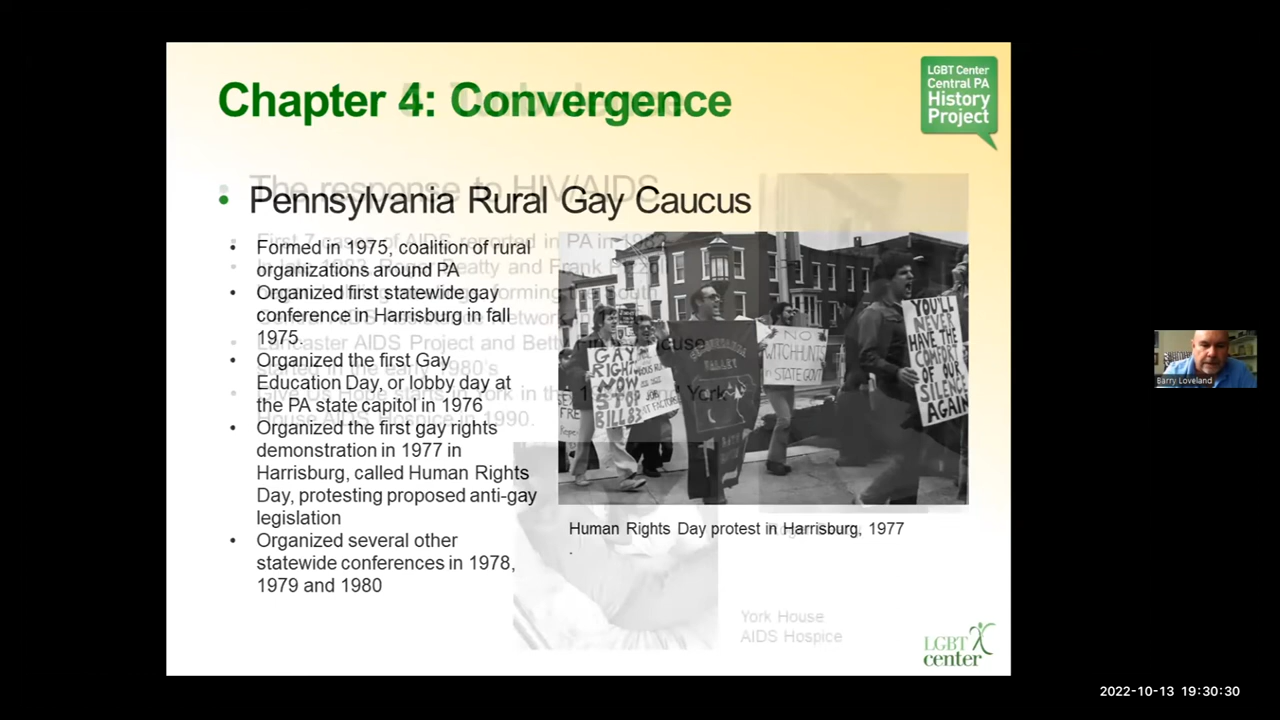 Chapter 4: Convergence
LGBT Center
Central PA
History
Project
The response to HIV/AIDS
• Pennsylvania Rural Gay Caucus
• Formed in 1975, coalition of rural
organizations around PA
• Organized first statewide gay
conference in Harrisburg in fall
1975.
• Organized the first Gay
Education Day, or lobby day at
the PA state capitol in 1976
• Organized the first gay rights
demonstration in 1977 in
Harrisburg, called Human Rights
Day, protesting proposed anti-gay
legislation
• Organized several other
statewide conferences in 1978,
1979 and 1980
GAY
RIGHTS
NOW
STOP
BILL 83
NO
WITCHHUNTS
in STATE GOVT
YOU'LL
NEVER
HAVE THE
COMFORT
OF OUR
SILENCE
AGAIN
Human Rights Day protest in Harrisburg, 1977
.
York House
AIDS Hospice
LGBT
center
Barry Loveland
2022-10-13 19:30:30